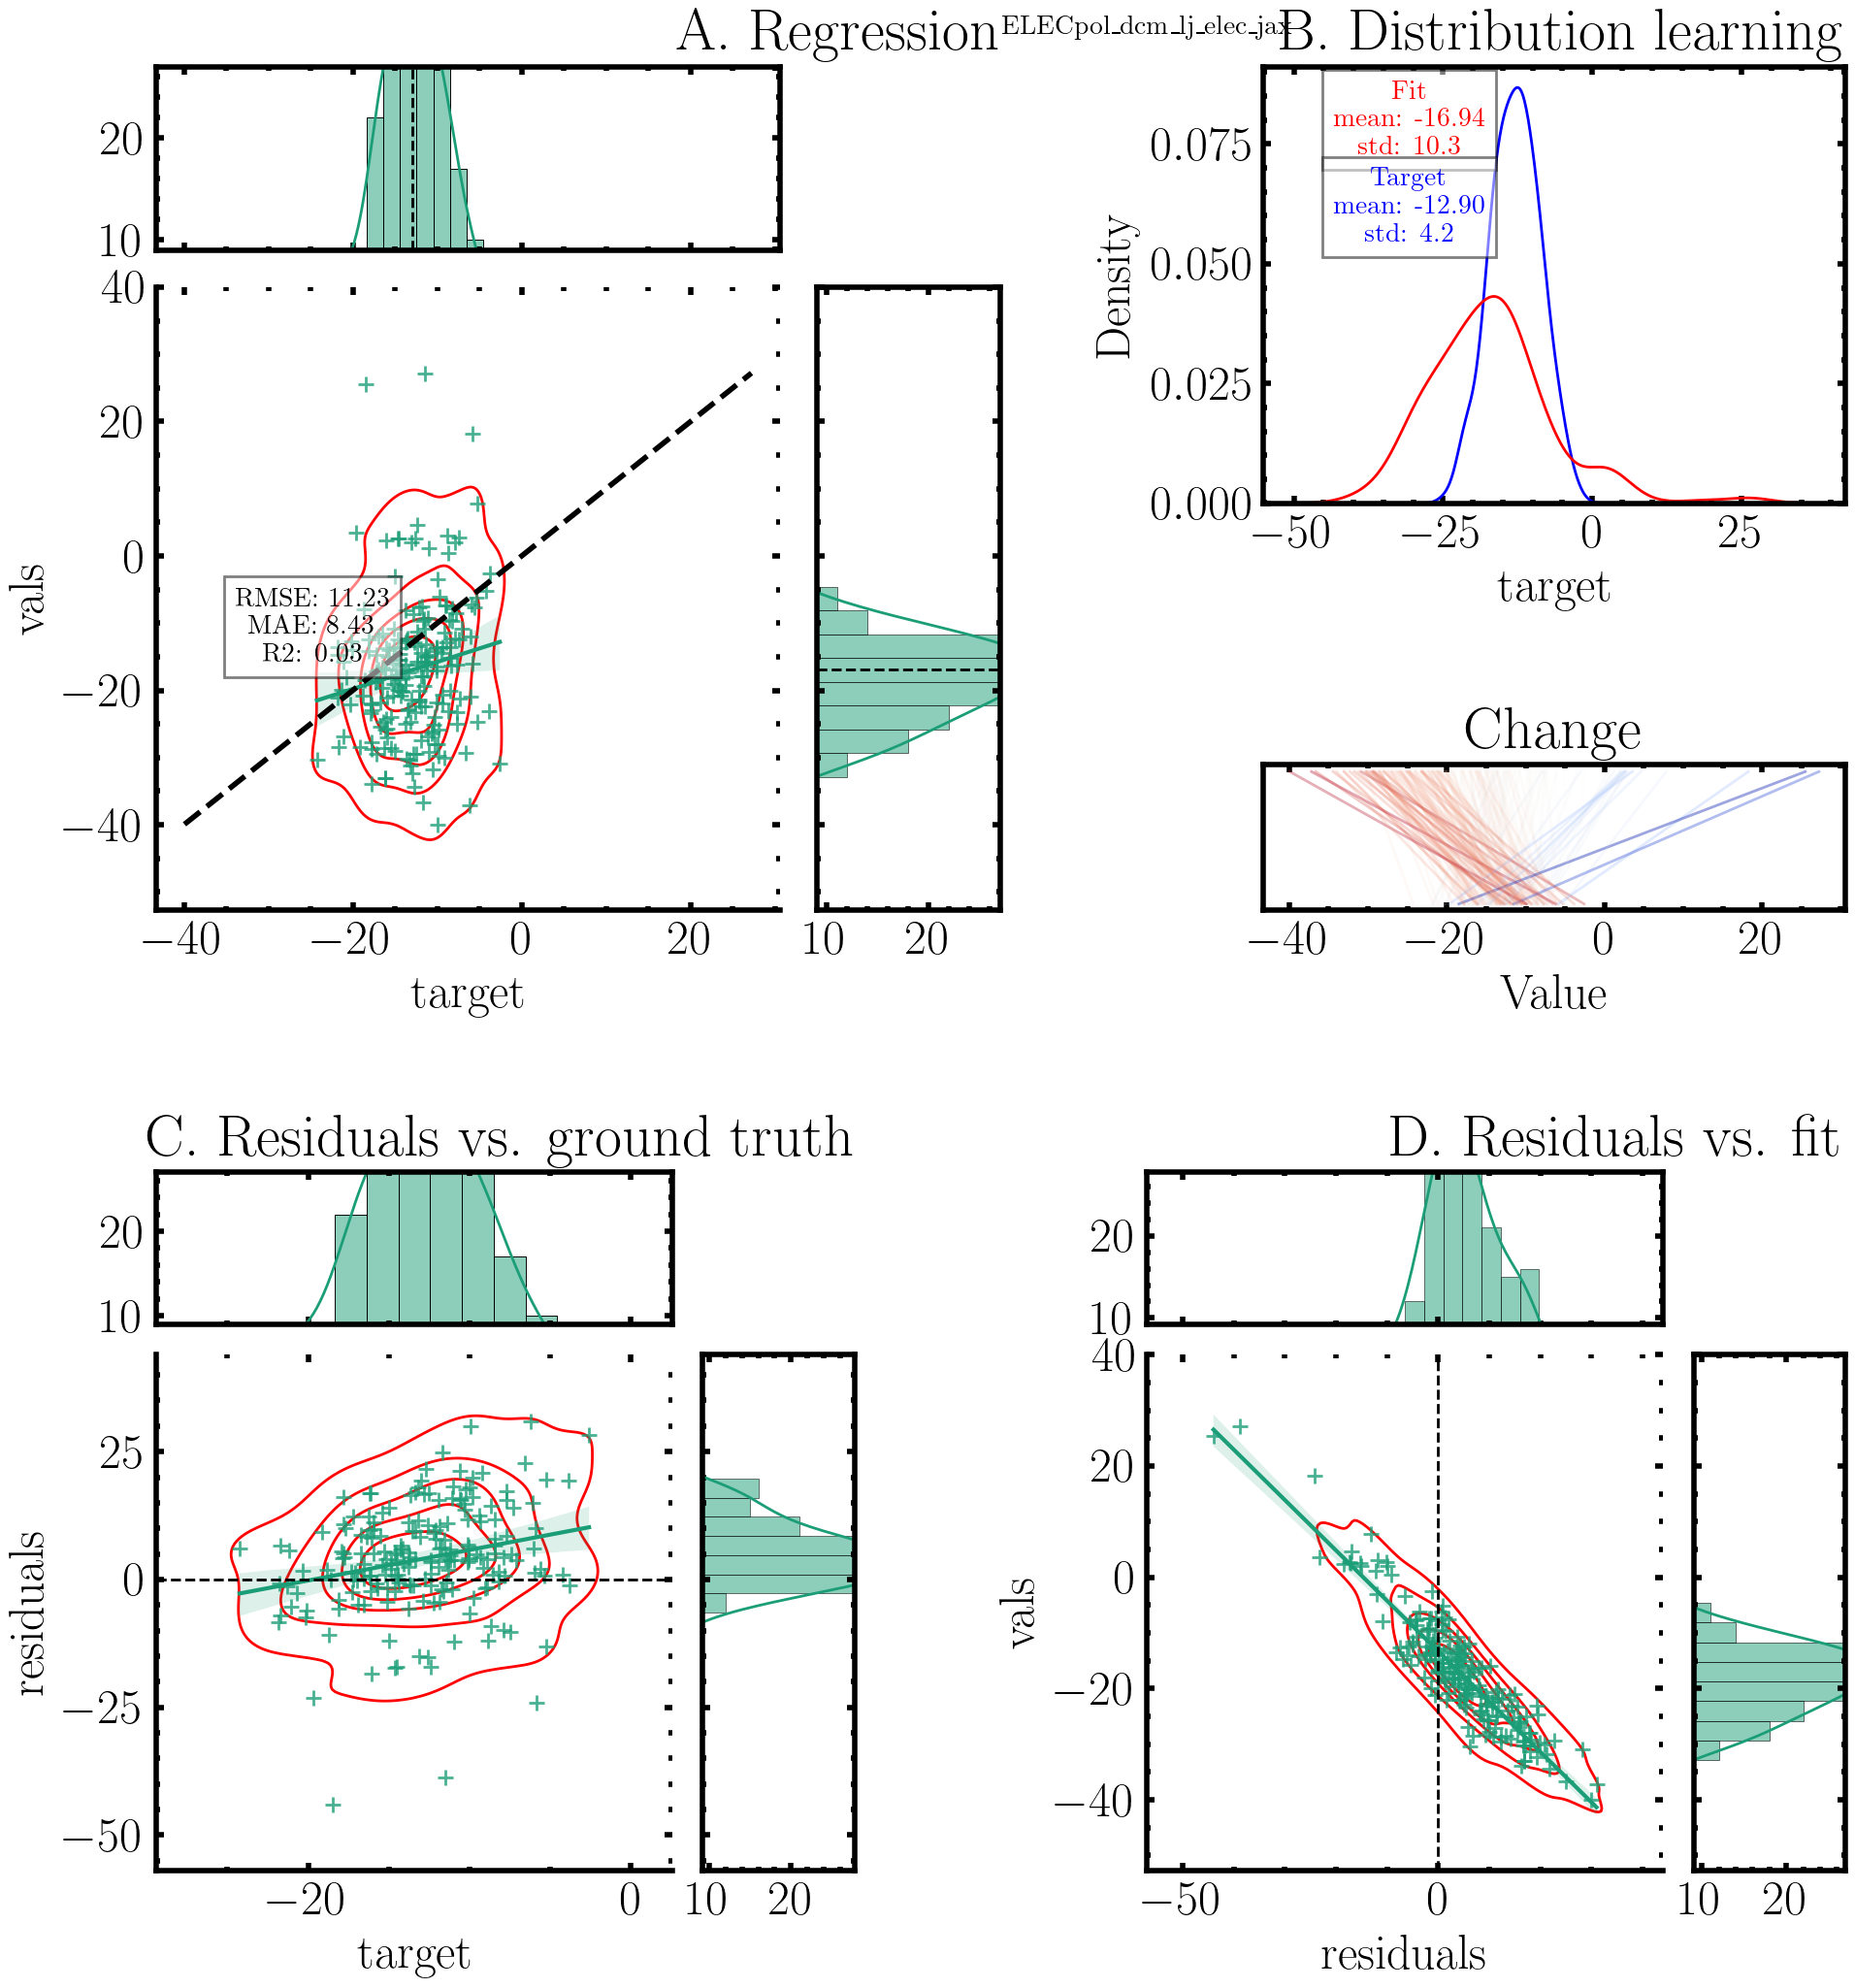 A. Regression
ELECpol_dcm_lj_elec_jax
B. Distribution learning
20
10
40
20
0
−20
−40
vals
RMSE: 11.23
MAE: 8.43
R2: 0.03
−40 −20 0 20
target
10 20
Fit
mean: -16.94
std: 10.3
Target
mean: -12.90
std: 4.2
0.075
0.050
0.025
0.000
Density
−50 −25 0 25
target
Change
−40 −20 0 20
Value
C. Residuals vs. ground truth
20
10
25
0
−25
−50
residuals
−20 0
target
10 20
D. Residuals vs. fit
20
10
40
20
0
−20
−40
vals
−50 0
residuals
10 20